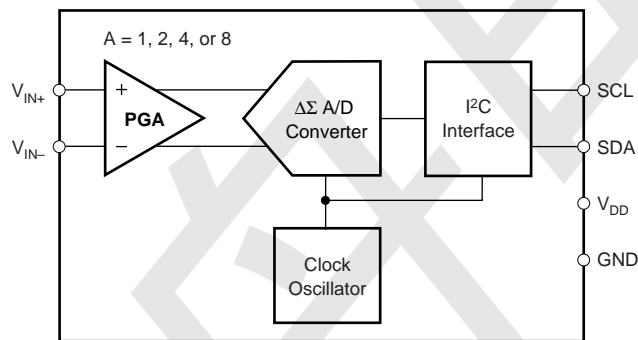 A = 1, 2, 4, or 8
V_IN+
V_IN–
+
–
PGA
ΔΣ A/D
Converter
I²C
Interface
SCL
SDA
V_DD
GND
Clock
Oscillator